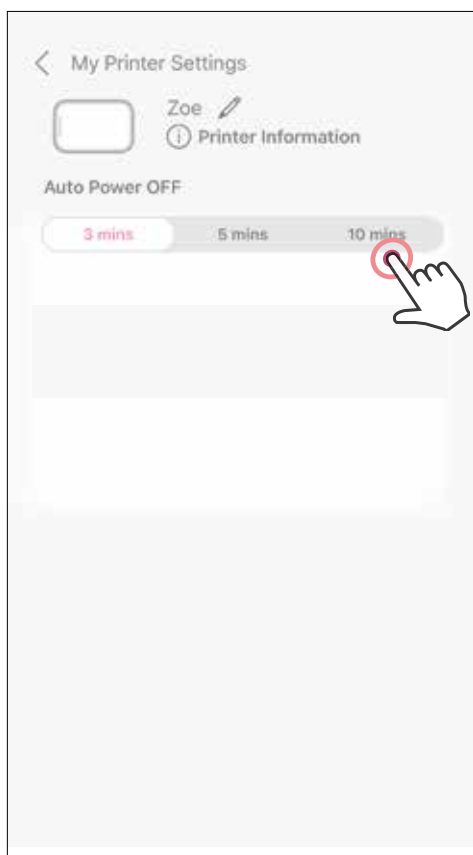 My Printer Settings
Zoe
Printer Information
Auto Power OFF
3 mins 5 mins 10 mins